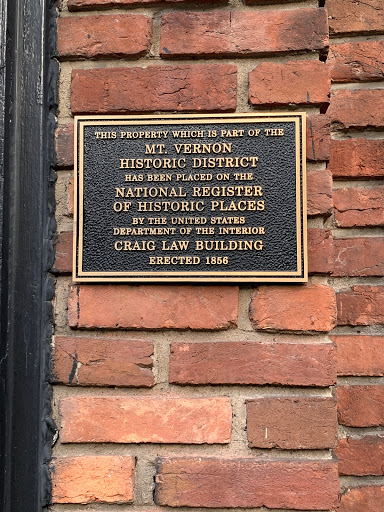 THIS PROPERTY WHICH IS PART OF THE
MT. VERNON
HISTORIC DISTRICT
HAS BEEN PLACED ON THE
NATIONAL REGISTER
OF HISTORIC PLACES
BY THE UNITED STATES
DEPARTMENT OF THE INTERIOR
CRAIG LAW BUILDING
ERECTED 1856